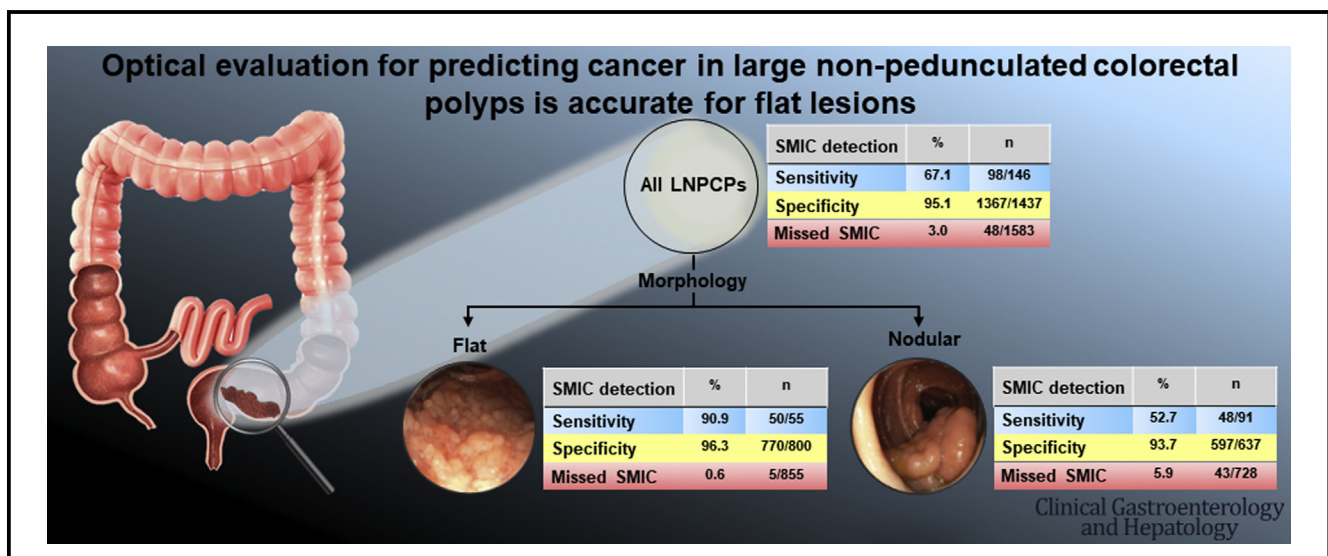 Optical evaluation for predicting cancer in large non-pedunculated colorectal
polyps is accurate for flat lesions
All LNPCPs
SMIC detection % n
Sensitivity 67.1 98/146
Specificity 95.1 1367/1437
Missed SMIC 3.0 48/1583
Morphology
Flat
SMIC detection % n
Sensitivity 90.9 50/55
Specificity 96.3 770/800
Missed SMIC 0.6 5/855
Nodular
SMIC detection % n
Sensitivity 52.7 48/91
Specificity 93.7 597/637
Missed SMIC 5.9 43/728
Clinical Gastroenterology
and Hepatology